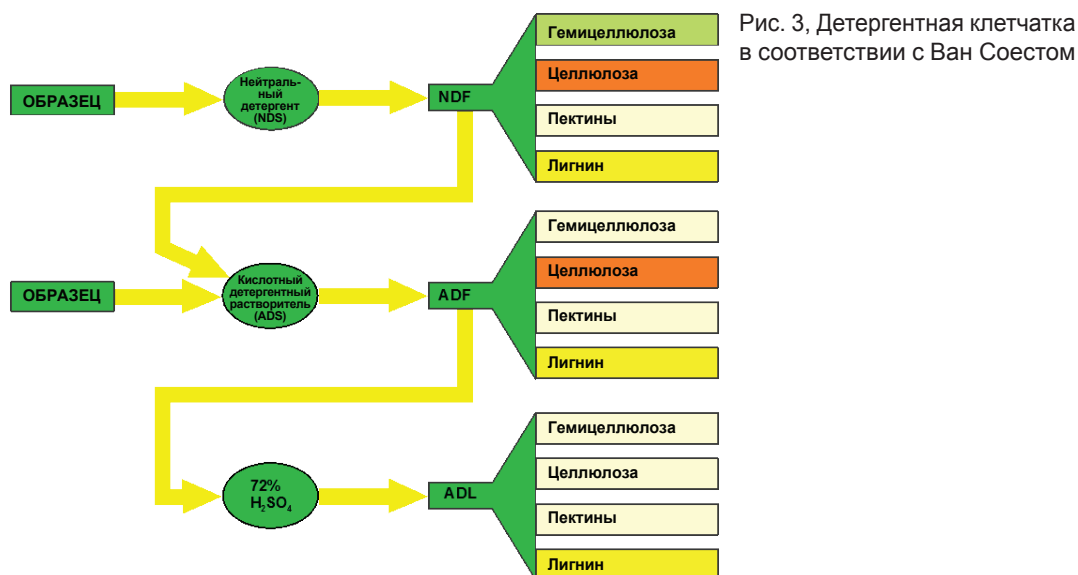 Рис. 3, Детергентная клетчатка
в соответствии с Ван Соестом
ОБРАЗЕЦ
Нейтраль-
ный
детергент
(NDS)
NDF
Гемицеллюлоза
Целлюлоза
Пектины
Лигнин
ОБРАЗЕЦ
Кислотный
детергентный
растворитель
(ADS)
ADF
Гемицеллюлоза
Целлюлоза
Пектины
Лигнин
72%
H₂SO₄
ADL
Гемицеллюлоза
Целлюлоза
Пектины
Лигнин